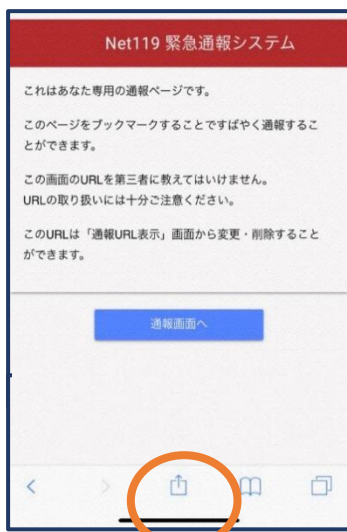 Net119 緊急通報システム
これはあなた専用の通報ページです。
このページをブックマークすることですばやく通報するこ
とができます。
この画面のURLを第三者に教えてはいけません。
URLの取り扱いには十分ご注意ください。
このURLは「通報URL表示」画面から変更・削除すること
ができます。
通報画面へ